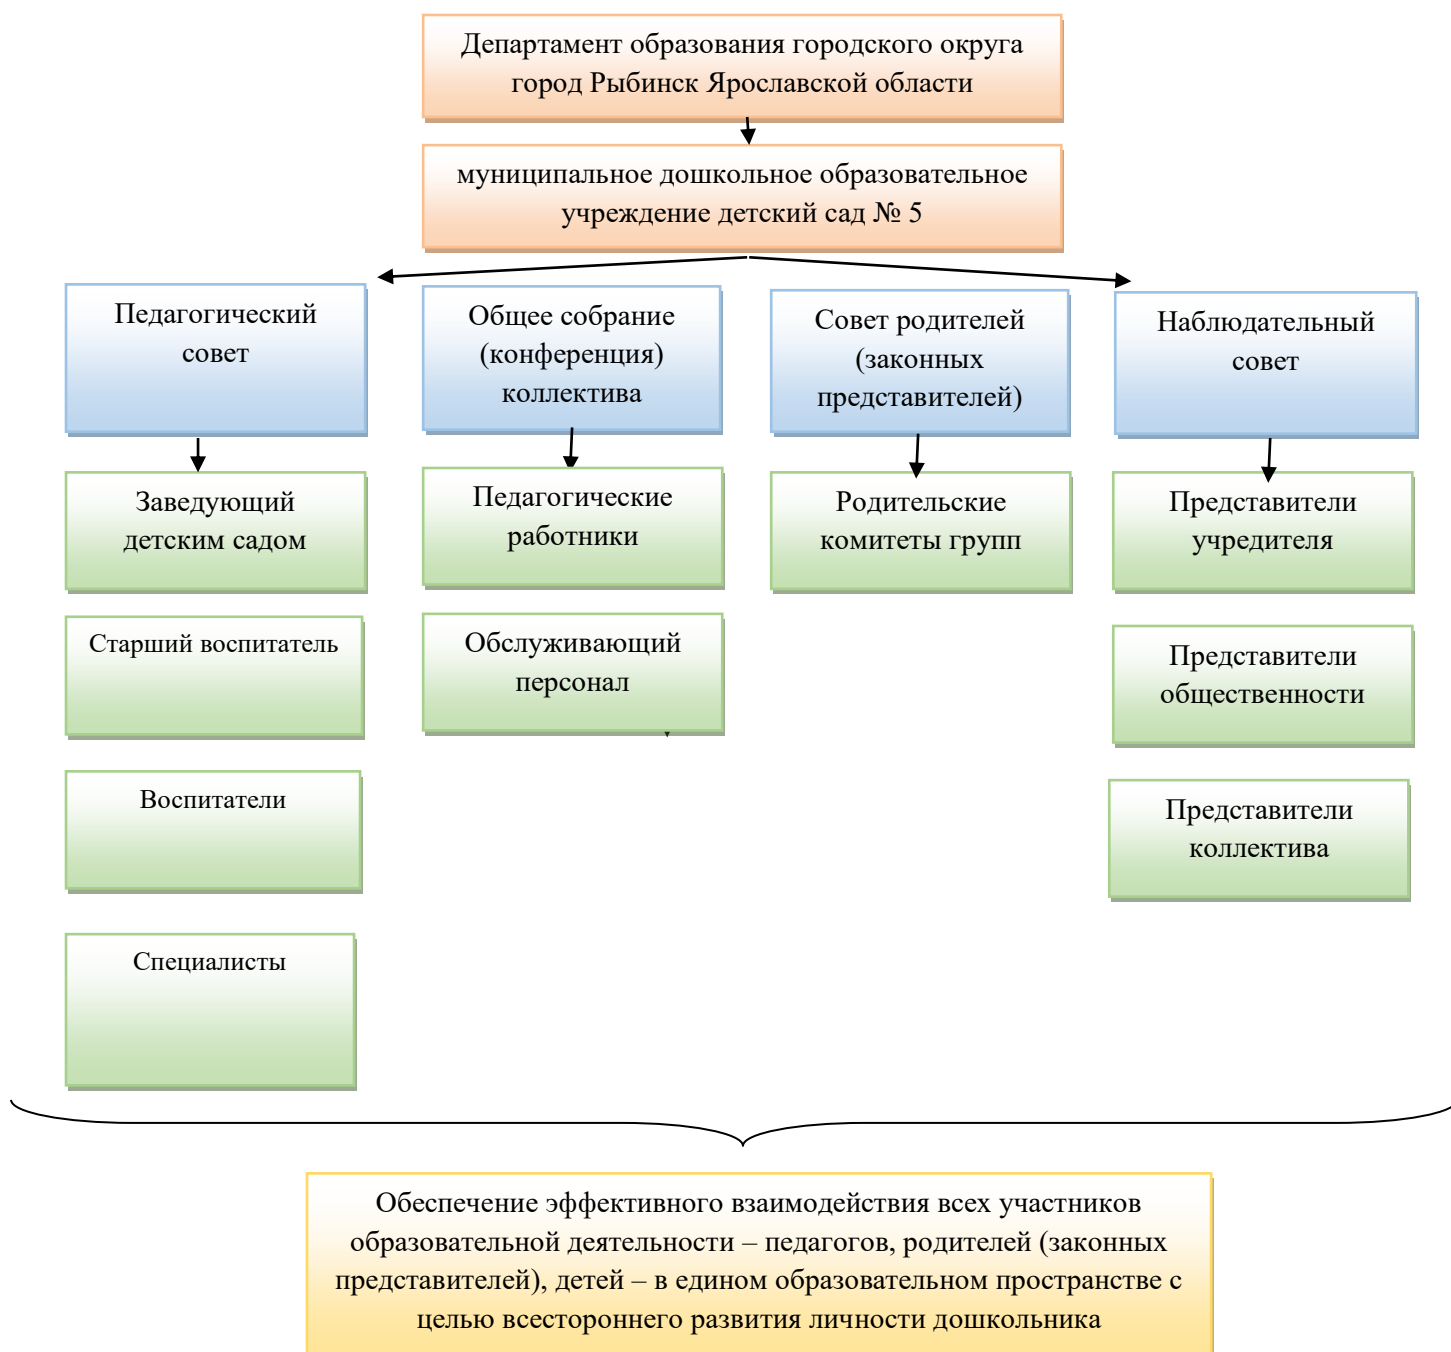 Департамент образования городского округа
город Рыбинск Ярославской области
муниципальное дошкольное образовательное
учреждение детский сад № 5
Педагогический
совет
Общее собрание
(конференция)
коллектива
Совет родителей
(законных
представителей)
Наблюдательный
совет
Заведующий
детским садом
Педагогические
работники
Родительские
комитеты групп
Представители
учредителя
Старший воспитатель
Обслуживающий
персонал
Представители
общественности
Воспитатели
Представители
коллектива
Специалисты
Обеспечение эффективного взаимодействия всех участников
образовательной деятельности – педагогов, родителей (законных
представителей), детей – в едином образовательном пространстве с
целью всестороннего развития личности дошкольника